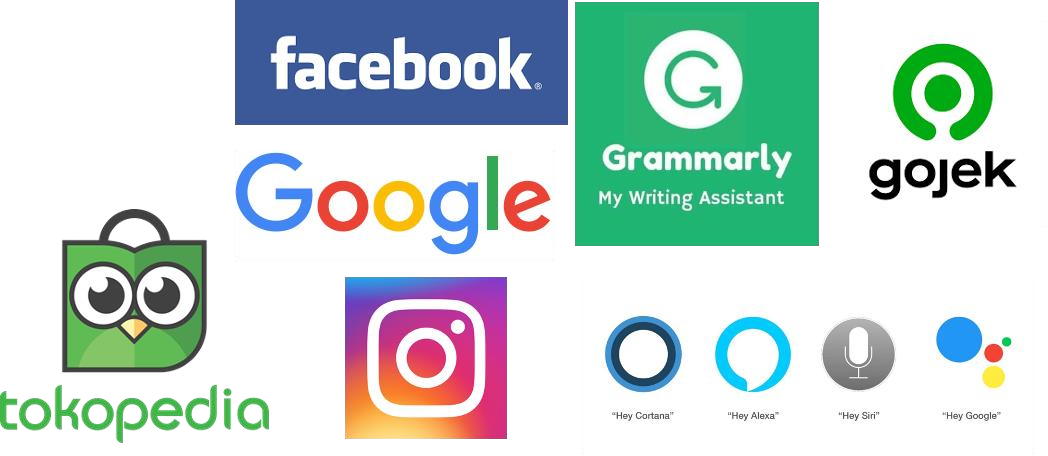 facebook®
Google
Grammarly
My Writing Assistant
gojek
tokopedia
“Hey Cortana”
“Hey Alexa”
“Hey Siri”
“Hey Google”